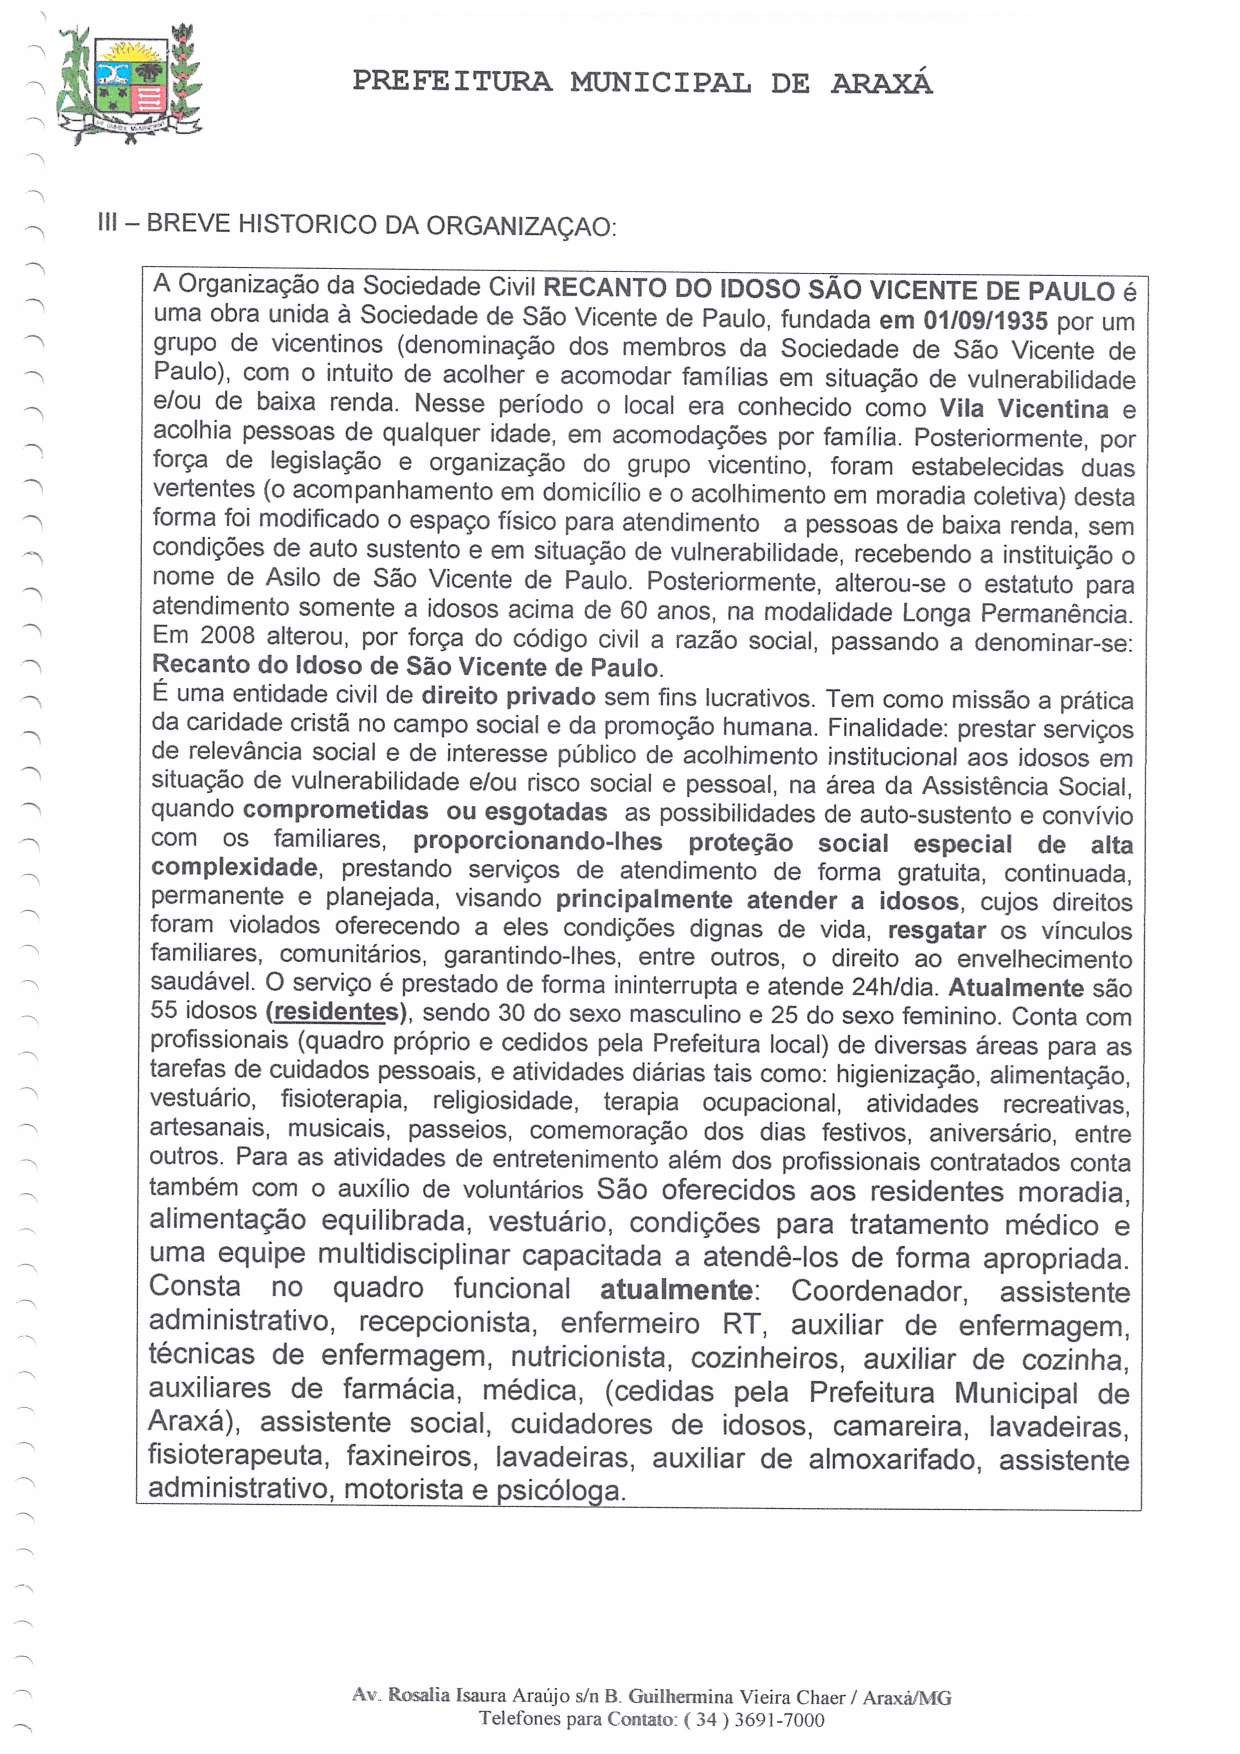 PREFEITURA MUNICIPAL DE ARAXÁ
III – BREVE HISTORICO DA ORGANIZAÇAO:
A Organização da Sociedade Civil RECANTO DO IDOSO SÃO VICENTE DE PAULO é
uma obra unida à Sociedade de São Vicente de Paulo, fundada em 01/09/1935 por um
grupo de vicentinos (denominação dos membros da Sociedade de São Vicente de
Paulo), com o intuito de acolher e acomodar famílias em situação de vulnerabilidade
e/ou de baixa renda. Nesse período o local era conhecido como Vila Vicentina e
acolhia pessoas de qualquer idade, em acomodações por família. Posteriormente, por
força de legislação e organização do grupo vicentino, foram estabelecidas duas
vertentes (o acompanhamento em domicílio e o acolhimento em moradia coletiva) desta
forma foi modificado o espaço físico para atendimento a pessoas de baixa renda, sem
condições de auto sustento e em situação de vulnerabilidade, recebendo a instituição o
nome de Asilo de São Vicente de Paulo. Posteriormente, alterou-se o estatuto para
atendimento somente a idosos acima de 60 anos, na modalidade Longa Permanência.
Em 2008 alterou, por força do código civil a razão social, passando a denominar-se:
Recanto do Idoso de São Vicente de Paulo.
É uma entidade civil de direito privado sem fins lucrativos. Tem como missão a prática
da caridade cristã no campo social e da promoção humana. Finalidade: prestar serviços
de relevância social e de interesse público de acolhimento institucional aos idosos em
situação de vulnerabilidade e/ou risco social e pessoal, na área da Assistência Social,
quando comprometidas ou esgotadas as possibilidades de auto-sustento e convívio
com os familiares, proporcionando-lhes proteção social especial de alta
complexidade, prestando serviços de atendimento de forma gratuita, continuada,
permanente e planejada, visando principalmente atender a idosos, cujos direitos
foram violados oferecendo a eles condições dignas de vida, resgatar os vínculos
familiares, comunitários, garantindo-lhes, entre outros, o direito ao envelhecimento
saudável. O serviço é prestado de forma ininterrupta e atende 24h/dia. Atualmente são
55 idosos (residentes), sendo 30 do sexo masculino e 25 do sexo feminino. Conta com
profissionais (quadro próprio e cedidos pela Prefeitura local) de diversas áreas para as
tarefas de cuidados pessoais, e atividades diárias tais como: higienização, alimentação,
vestuário, fisioterapia, religiosidade, terapia ocupacional, atividades recreativas,
artesanais, musicais, passeios, comemoração dos dias festivos, aniversário, entre
outros. Para as atividades de entretenimento além dos profissionais contratados conta
também com o auxílio de voluntários São oferecidos aos residentes moradia,
alimentação equilibrada, vestuário, condições para tratamento médico e
uma equipe multidisciplinar capacitada a atendê-los de forma apropriada.
Consta no quadro funcional atualmente: Coordenador, assistente
administrativo, recepcionista, enfermeiro RT, auxiliar de enfermagem,
técnicas de enfermagem, nutricionista, cozinheiros, auxiliar de cozinha,
auxiliares de farmácia, médica, (cedidas pela Prefeitura Municipal de
Araxá), assistente social, cuidadores de idosos, camareira, lavadeiras,
fisioterapeuta, faxineiros, lavadeiras, auxiliar de almoxarifado, assistente
administrativo, motorista e psicóloga.
Av. Rosalia Isaura Araújo s/n B. Guilhermina Vieira Chaer / Araxá/MG
Telefones para Contato: ( 34 ) 3691-7000